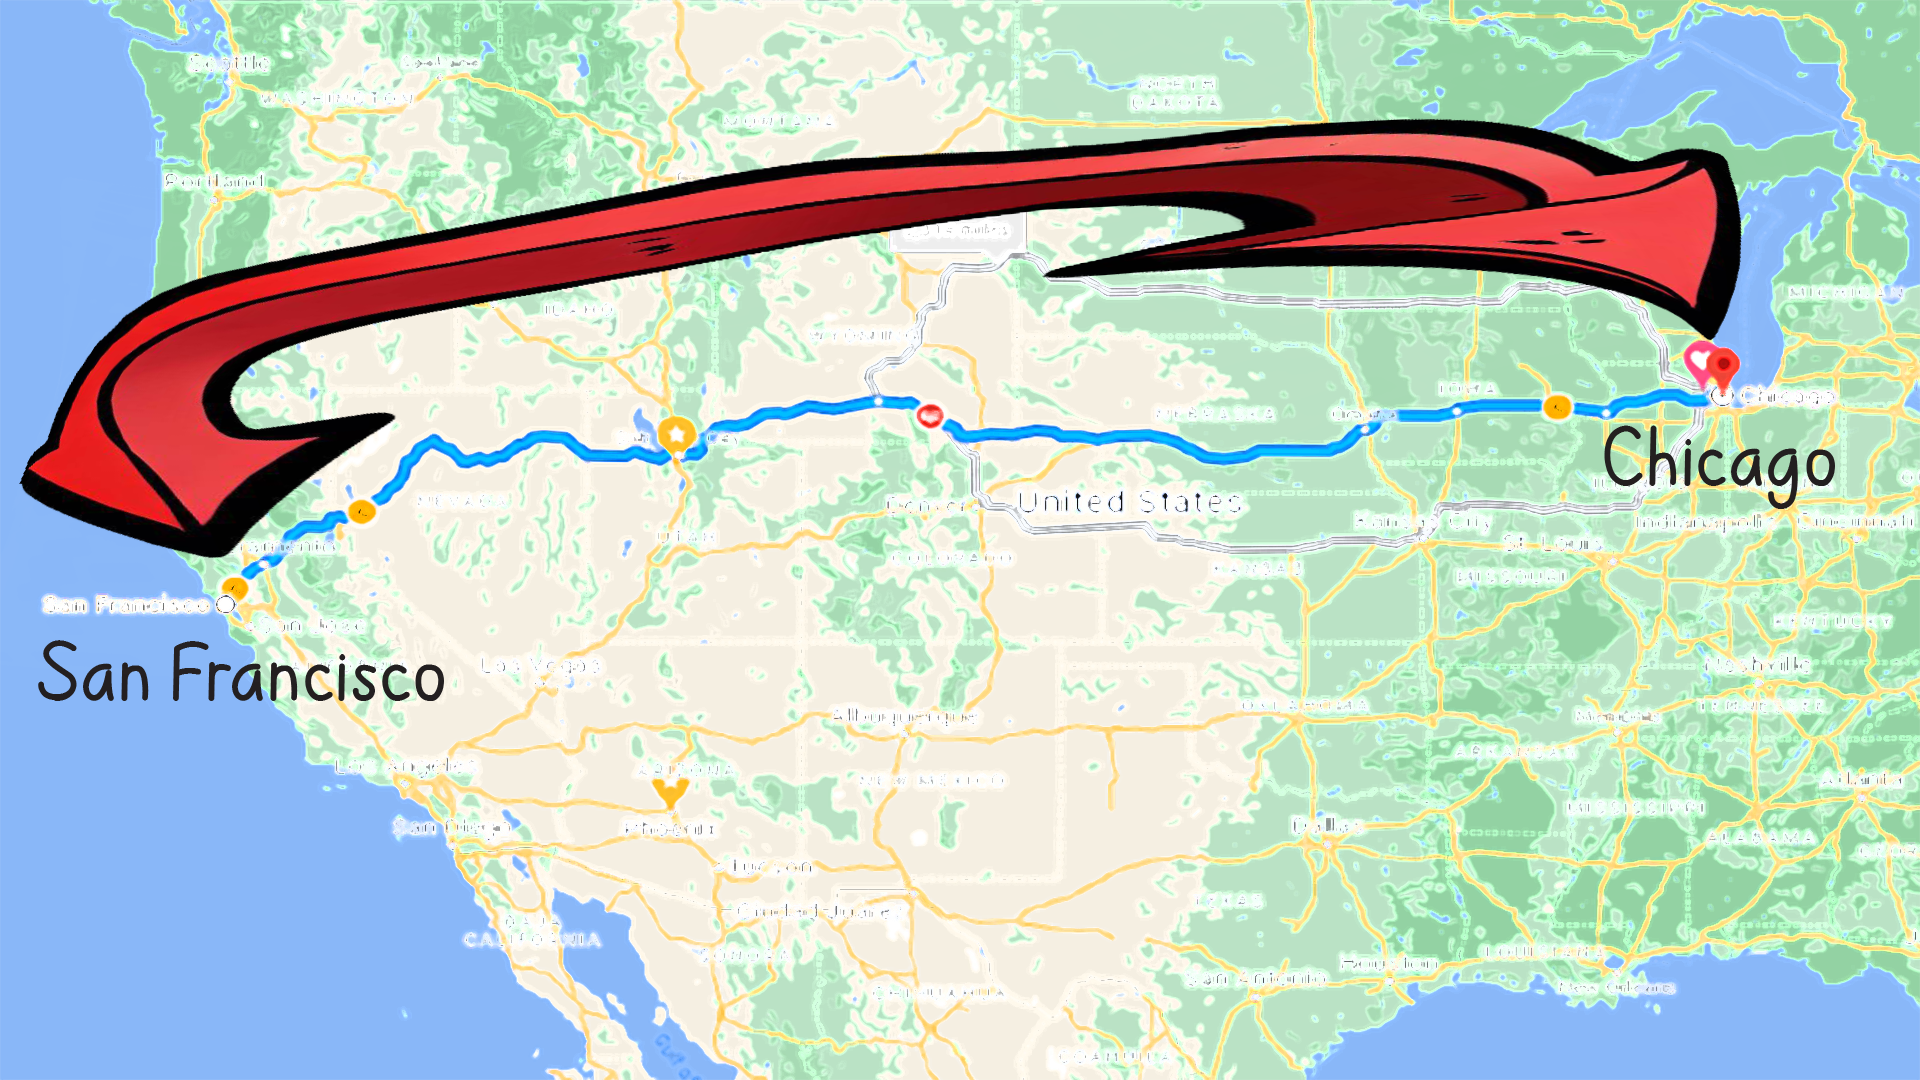 Seattle
WASHINGTON
MONTANA
NORTH
DAKOTA
Portland
MICHIGAN
IDAHO
WYOMING
IOWA
NEBRASKA
Omaha
Chicago
Chicago
NEVADA
United States
Denver
Kansas City
Indianapolis
Cincinnati
St. Louis
UTAH
COLORADO
KANSAS
MISSOURI
San Francisco
San Jose
KENTUCKY
San Francisco
Las Vegas
Nashville
Albuquerque
OKLAHOMA
Memphis
TENNESSEE
ARKANSAS
Los Angeles
ARIZONA
NEW MEXICO
Atlanta
MISSISSIPPI
San Diego
Phoenix
Dallas
ALABAMA
Tucson
TEXAS
Ciudad Juarez
BAJA
CALIFORNIA
SONORA
LOUISIANA
Houston
San Antonio
New Orleans
CHIHUAHUA
COAHUILA